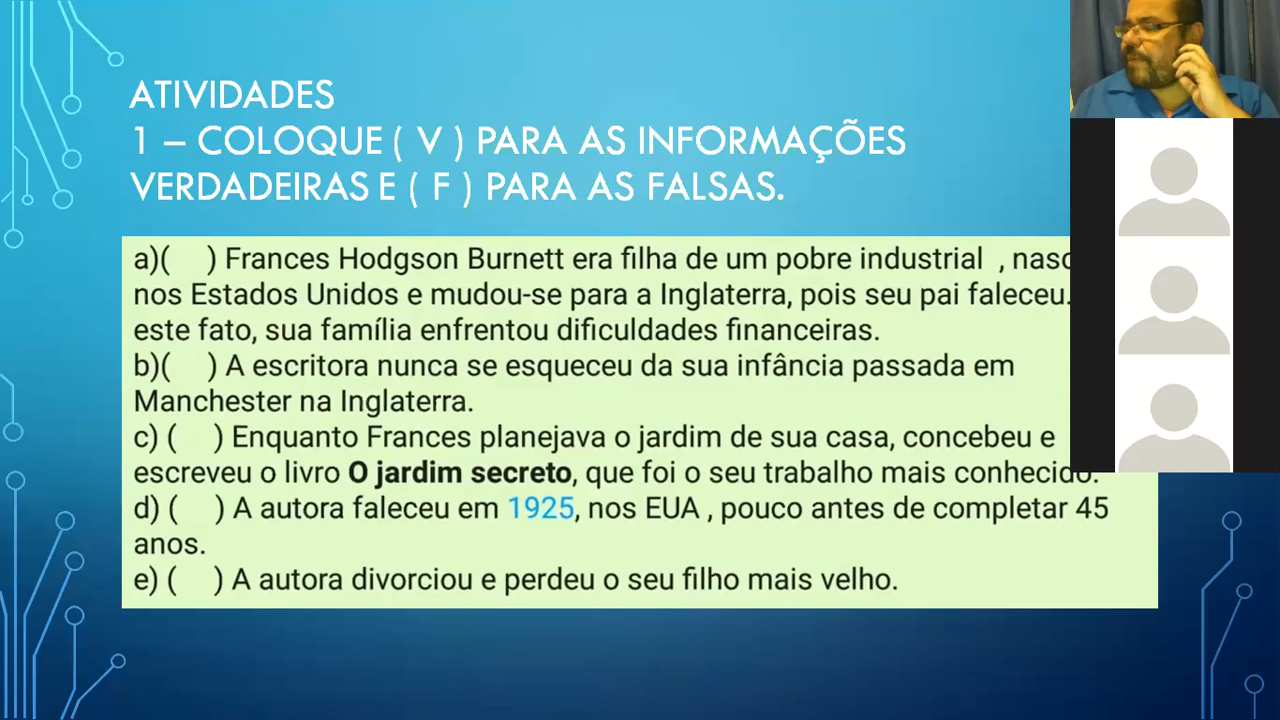 ATIVIDADES
1 – COLOQUE ( V ) PARA AS INFORMAÇÕES
VERDADEIRAS E ( F ) PARA AS FALSAS.
a)( ) Frances Hodgson Burnett era filha de um pobre industrial , nasc
nos Estados Unidos e mudou-se para a Inglaterra, pois seu pai faleceu.
este fato, sua família enfrentou dificuldades financeiras.
b)( ) A escritora nunca se esqueceu da sua infância passada em
Manchester na Inglaterra.
c) ( ) Enquanto Frances planejava o jardim de sua casa, concebeu e
escreveu o livro O jardim secreto, que foi o seu trabalho mais conhecido.
d) ( ) A autora faleceu em 1925, nos EUA , pouco antes de completar 45
anos.
e) ( ) A autora divorciou e perdeu o seu filho mais velho.